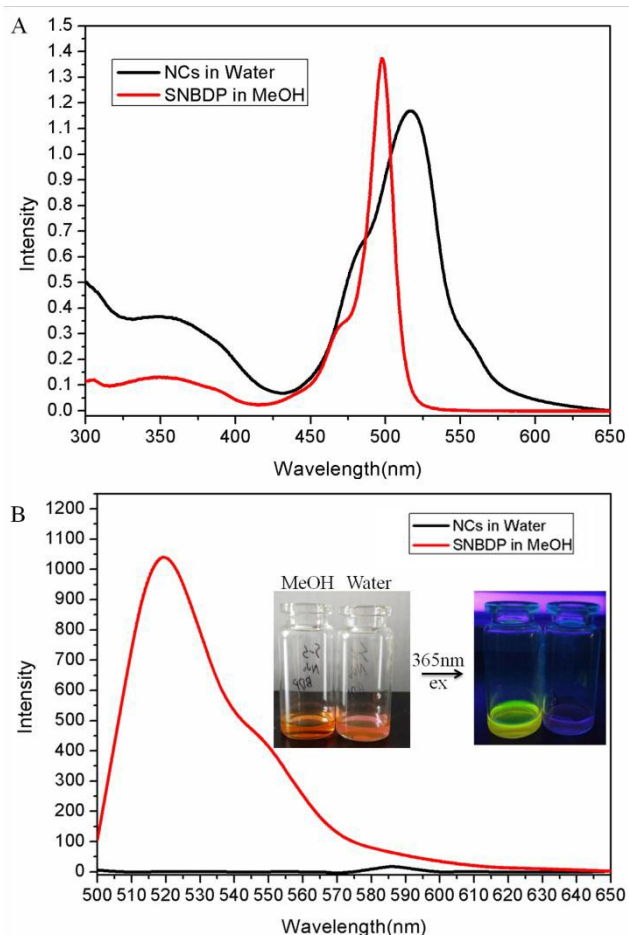 A
1.5
1.4
1.3
1.2
1.1
1.0
0.9
0.8
0.7
0.6
0.5
0.4
0.3
0.2
0.1
0.0
Intensity
NCs in Water
SNBDP in MeOH
300 350 400 450 500 550 600 650
Wavelength(nm)
B
1200
1100
1000
900
800
700
600
500
400
300
200
100
0
Intensity
NCs in Water
SNBDP in MeOH
MeOH Water
S-S
BDP
365nm
ex
500 510 520 530 540 550 560 570 580 590 600 610 620 630 640 650
Wavelength(nm)